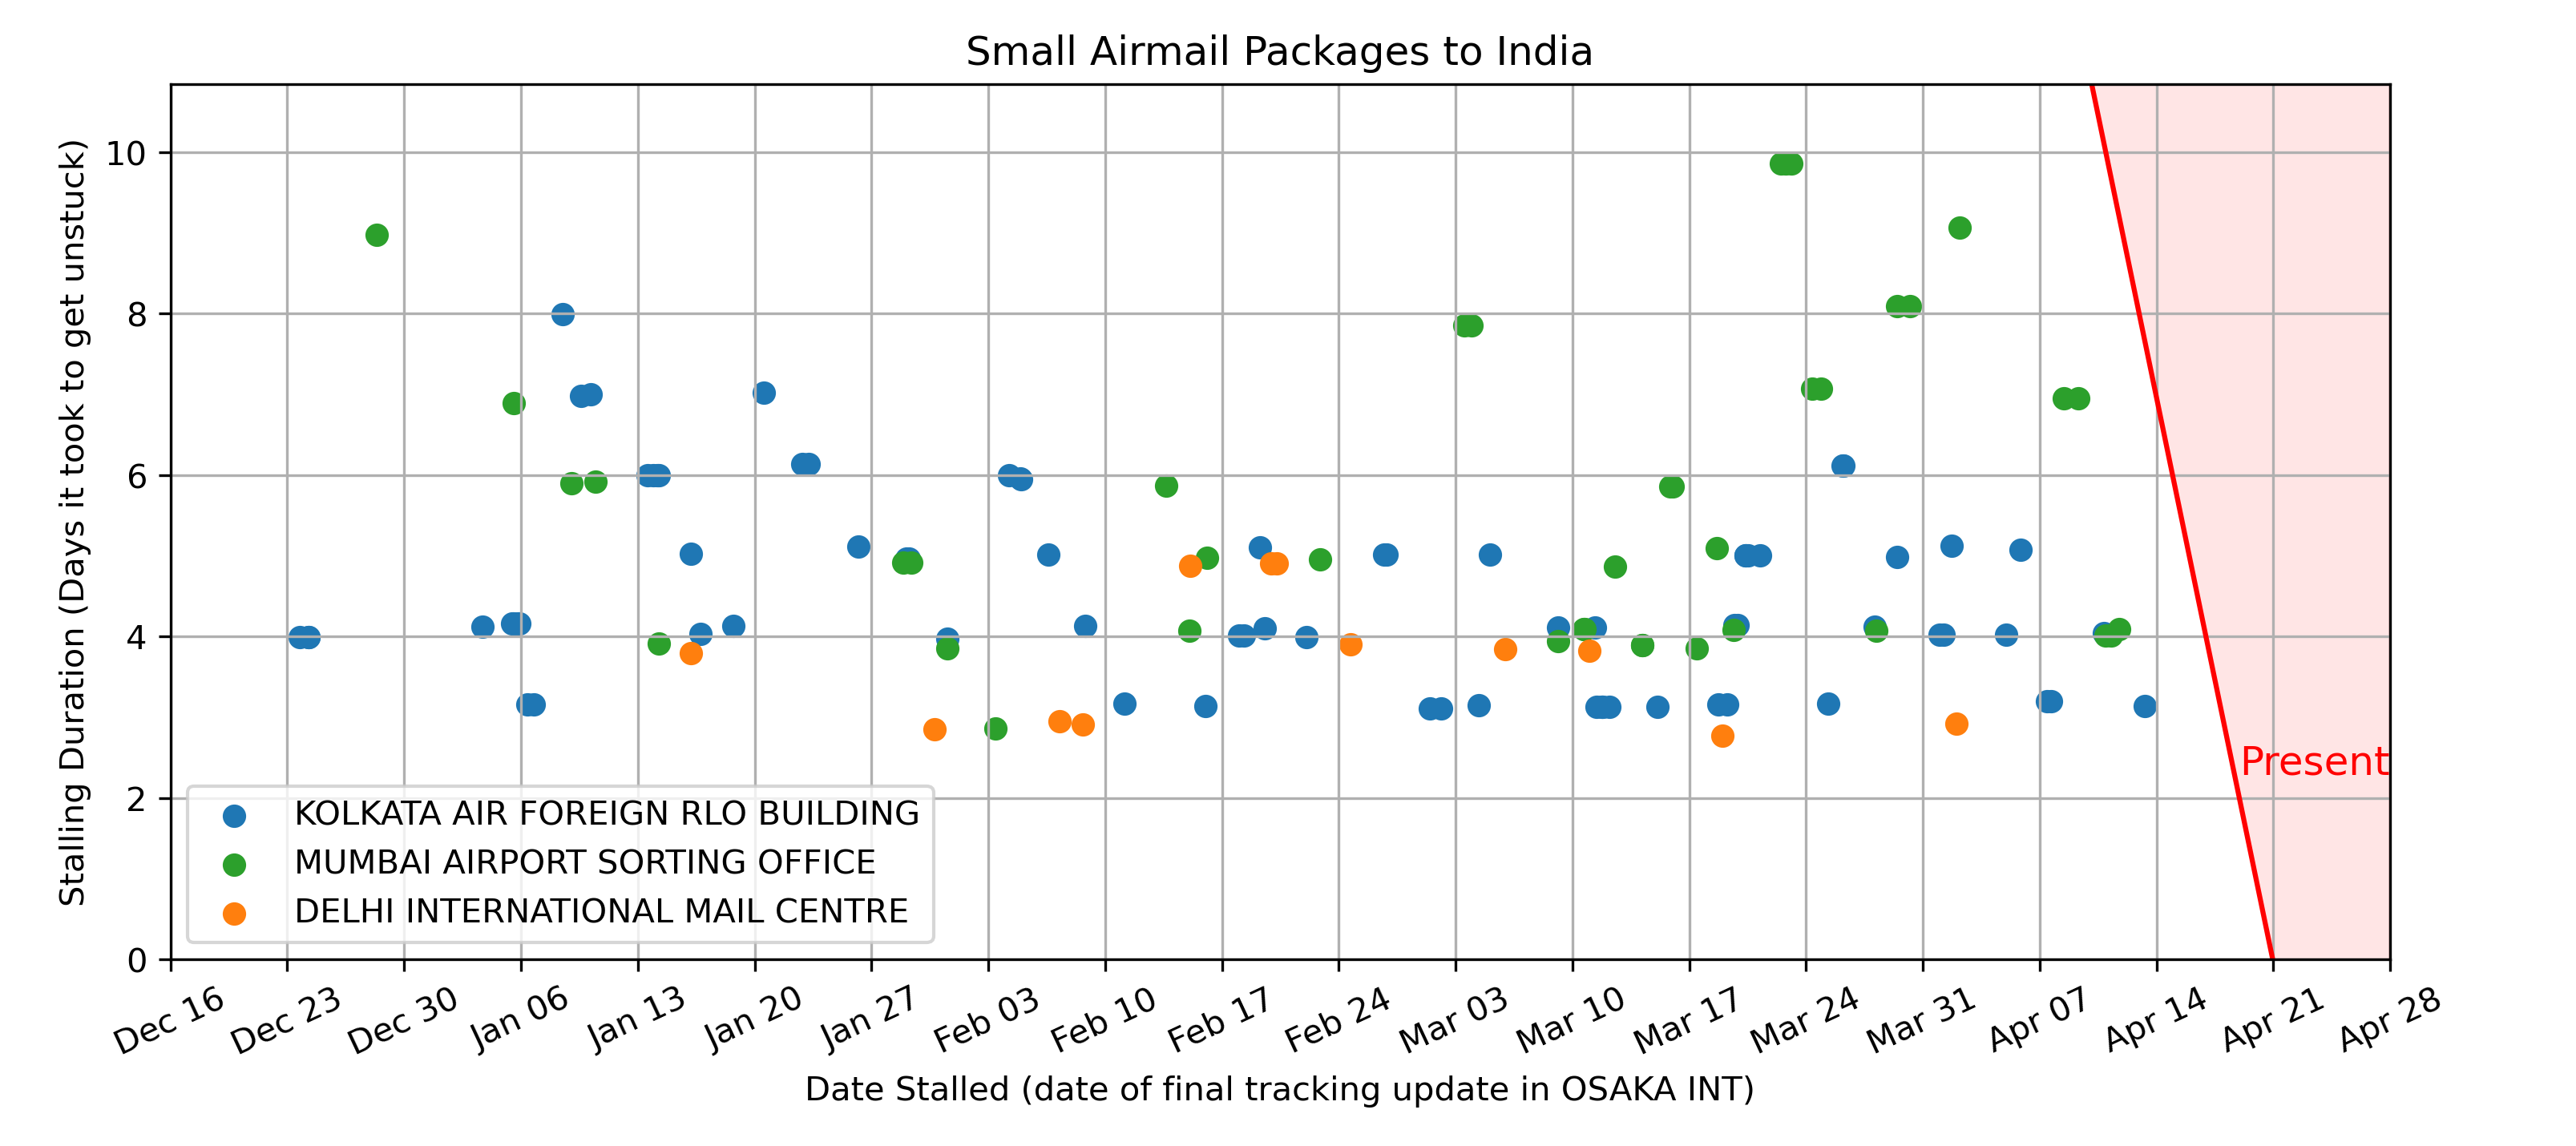 Small Airmail Packages to India
Stalling Duration (Days it took to get unstuck)
10
8
6
4
2
0
Present
KOLKATA AIR FOREIGN RLO BUILDING
MUMBAI AIRPORT SORTING OFFICE
DELHI INTERNATIONAL MAIL CENTRE
Dec 16
Dec 23
Dec 30
Jan 06
Jan 13
Jan 20
Jan 27
Feb 03
Feb 10
Feb 17
Feb 24
Mar 03
Mar 10
Mar 17
Mar 24
Mar 31
Apr 07
Apr 14
Apr 21
Apr 28
Date Stalled (date of final tracking update in OSAKA INT)